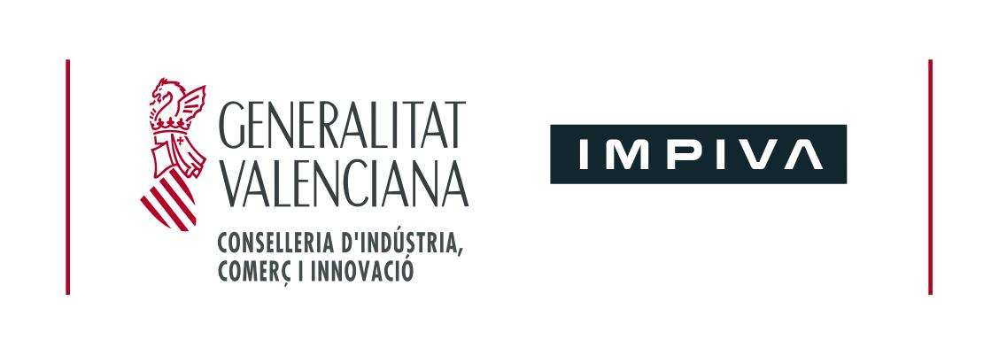 GENERALITAT
VALENCIANA
CONSELLERIA D'INDÚSTRIA,
COMERÇ I INNOVACIÓ
IMPIVA